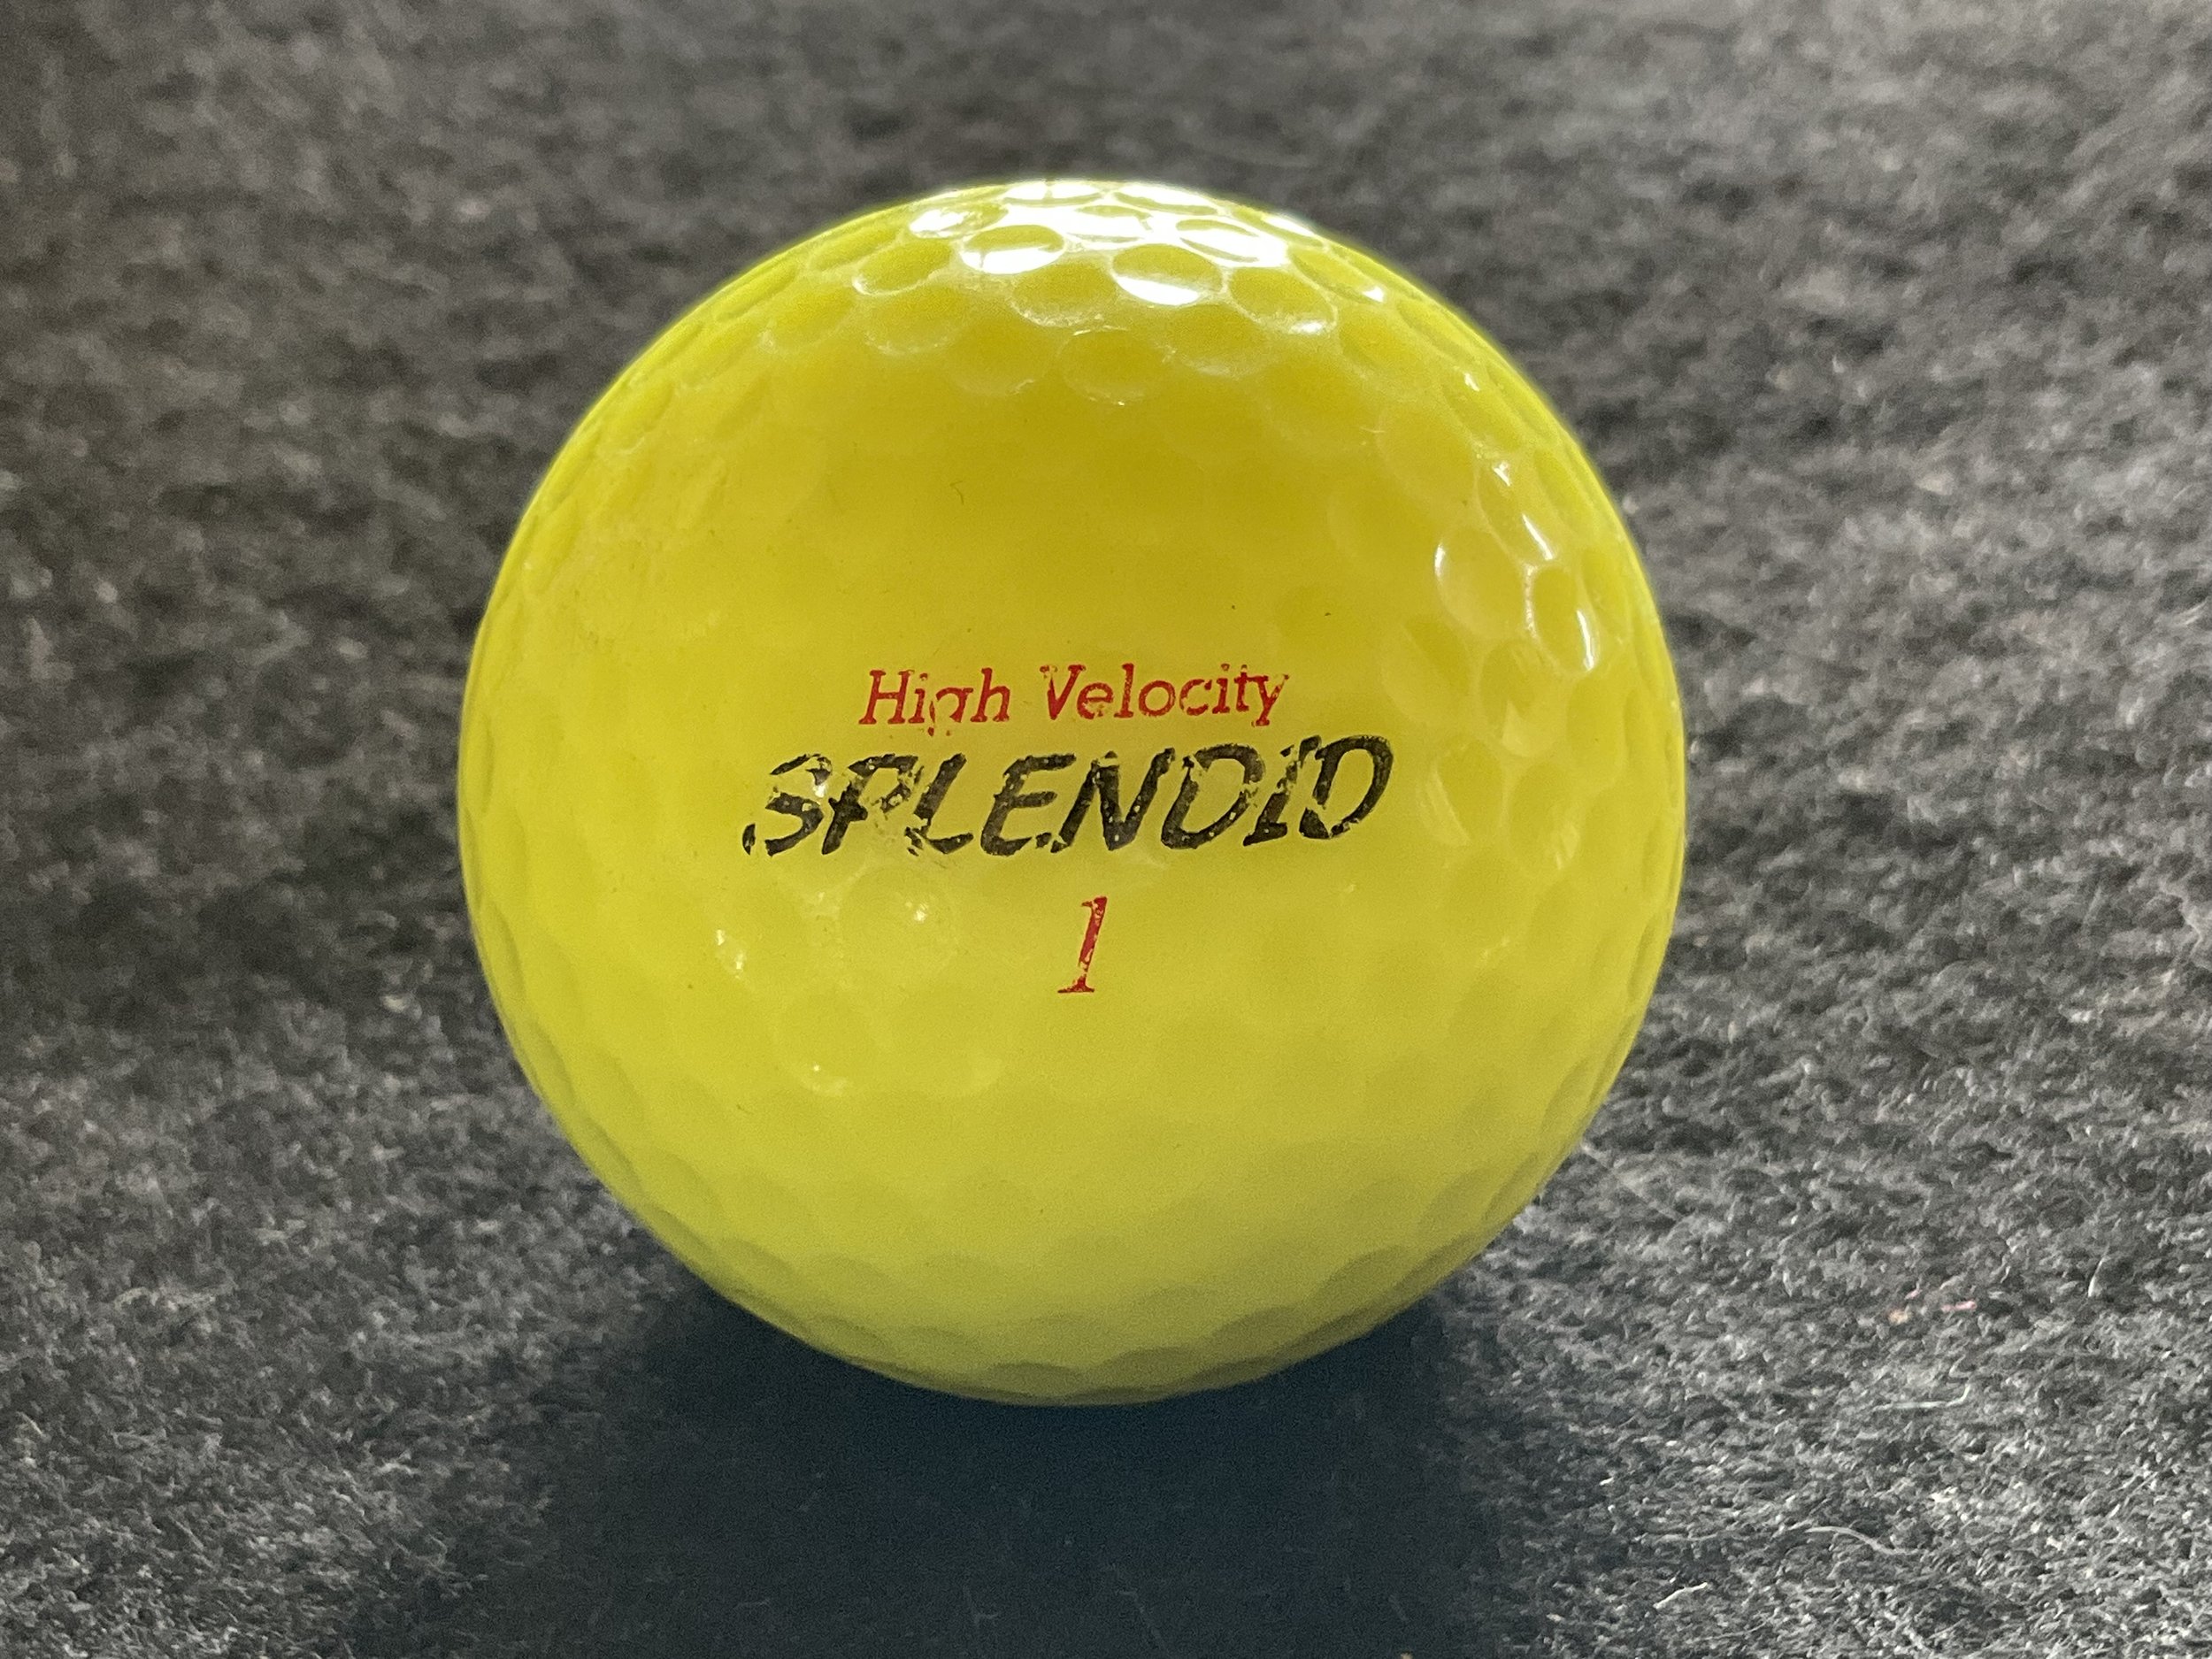 High Velocity
SPLENDID
1